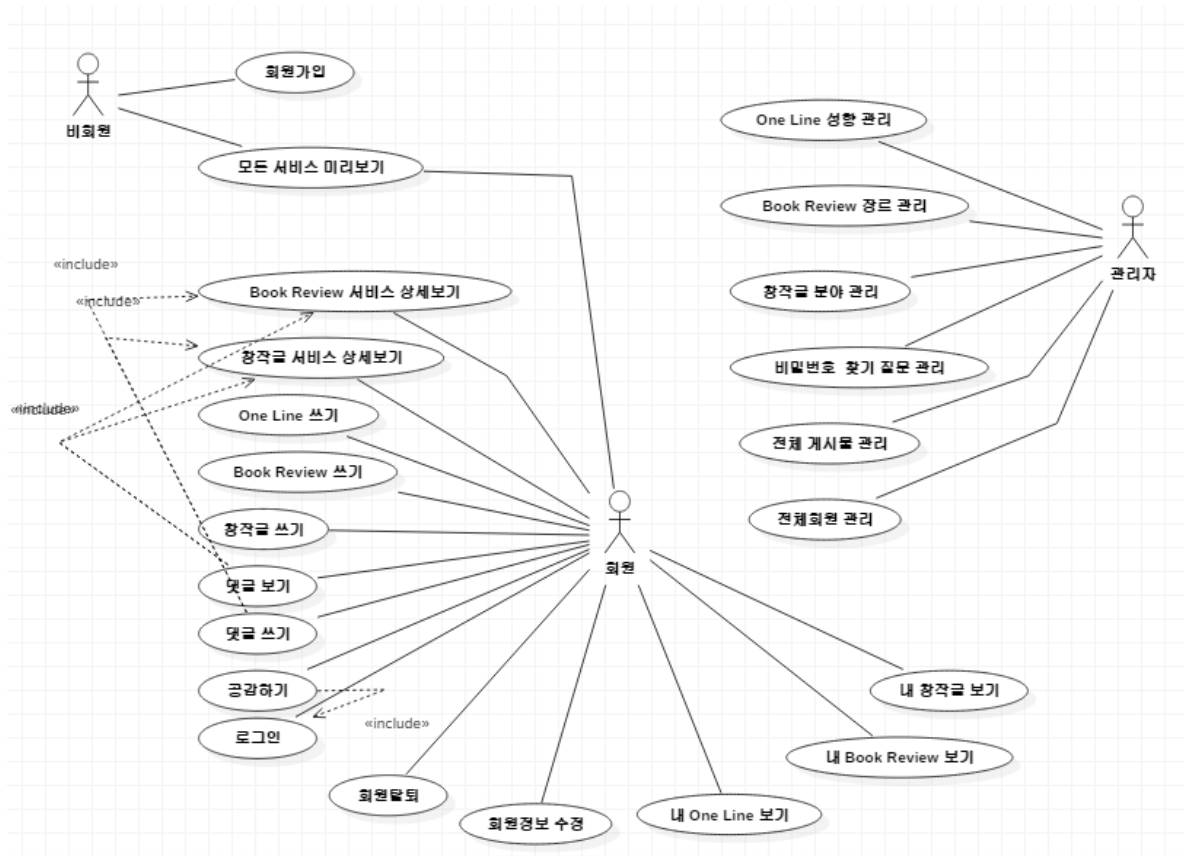 회원가입
비회원
모든 서비스 미리보기
One Line 성향 관리
Book Review 장르 관리
관리자
창작글 분야 관리
비밀번호 찾기 질문 관리
전체 게시물 관리
전체회원 관리
«include»
«include»
Book Review 서비스 상세보기
창작글 서비스 상세보기
«include»
«include»
One Line 쓰기
Book Review 쓰기
창작글 쓰기
회원
댓글 보기
댓글 쓰기
공감하기
«include»
로그인
회원탈퇴
회원정보 수정
내 One Line 보기
내 Book Review 보기
내 창작글 보기